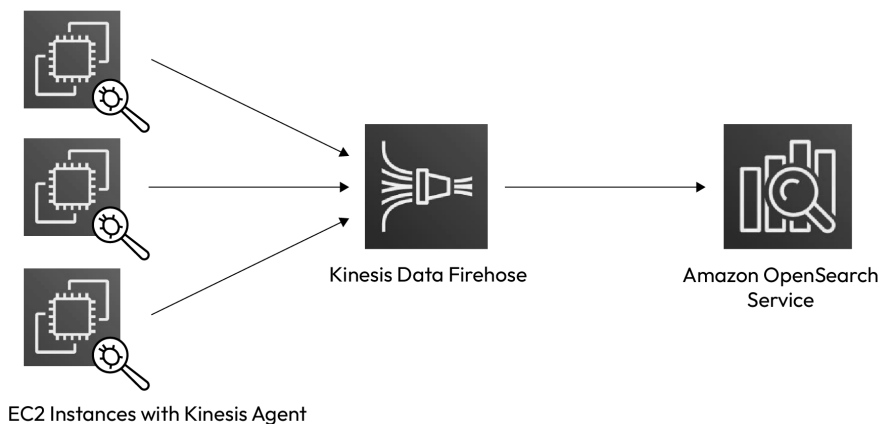 Kinesis Data Firehose
Amazon OpenSearch
Service
EC2 Instances with Kinesis Agent